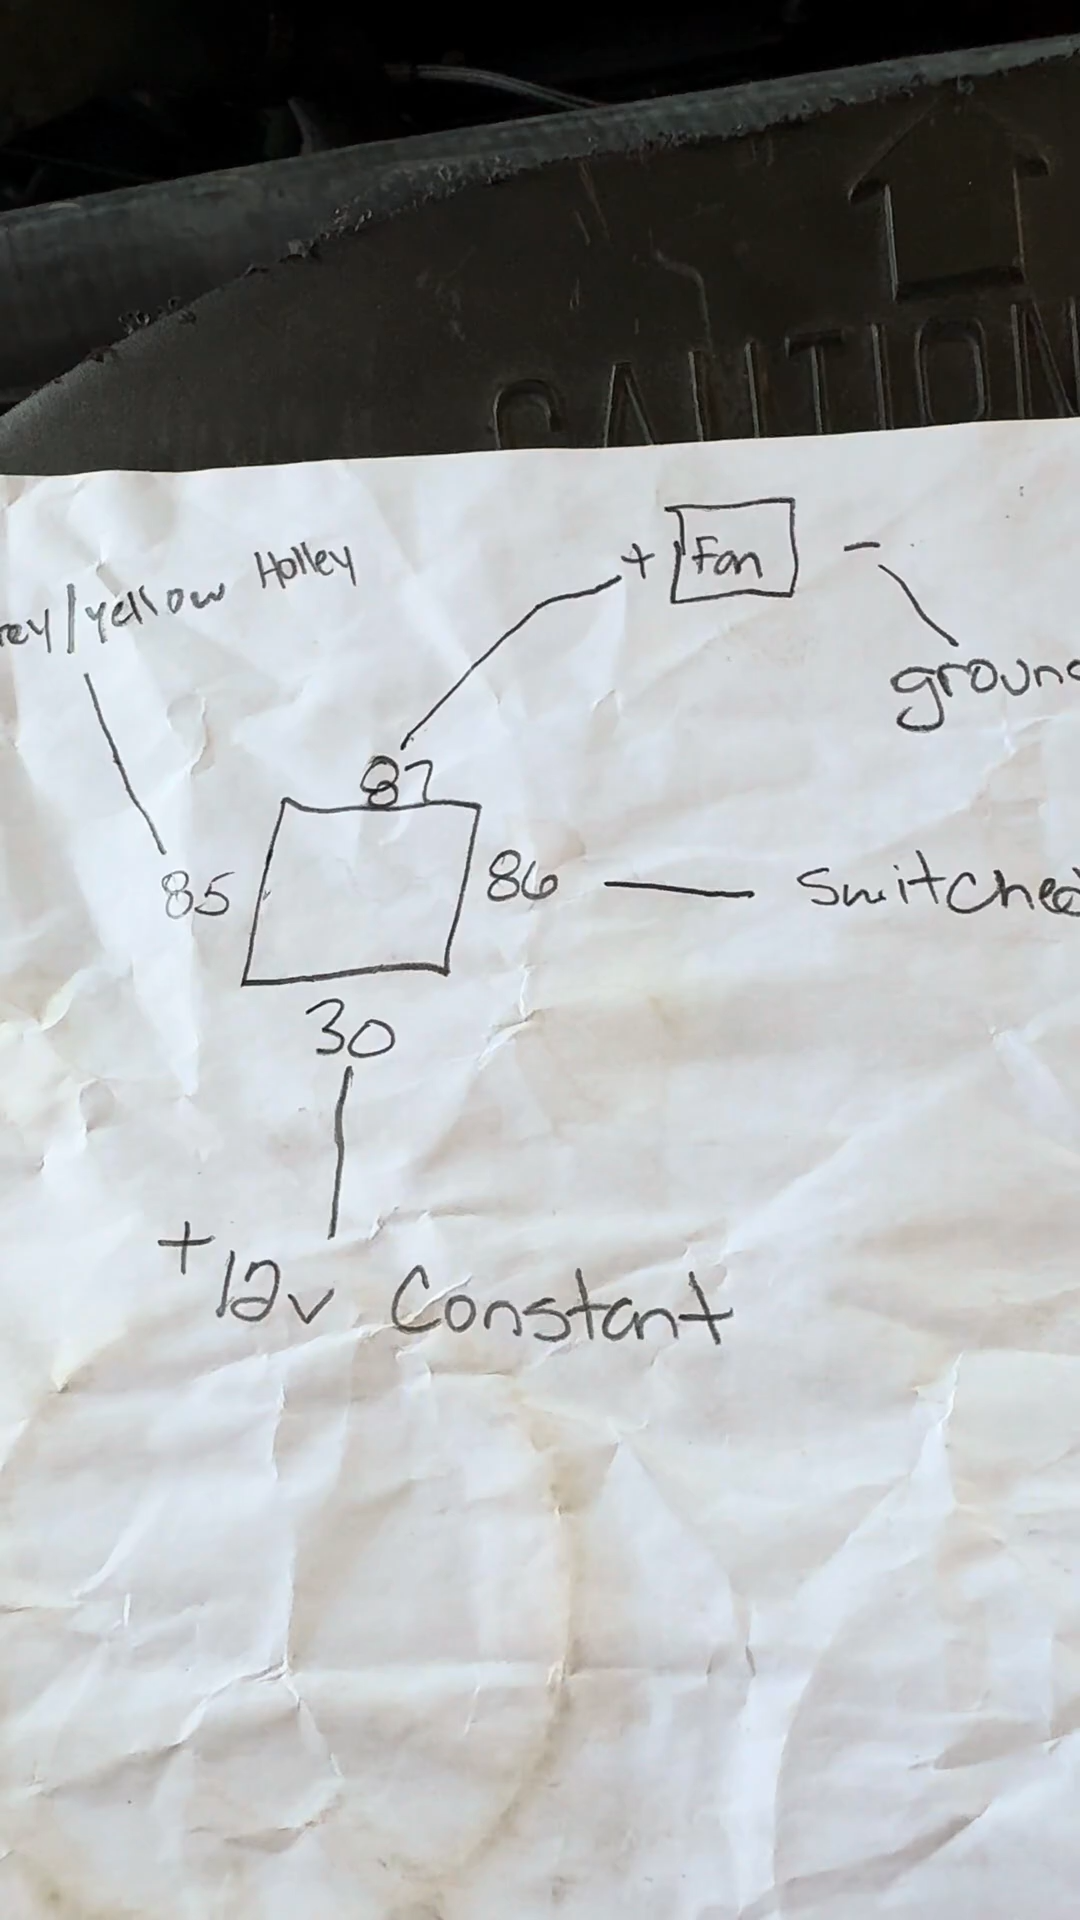 CAUTION
+ Fan -
rey/yellow Holley
ground
87
85
86
switched
30
+12v Constant